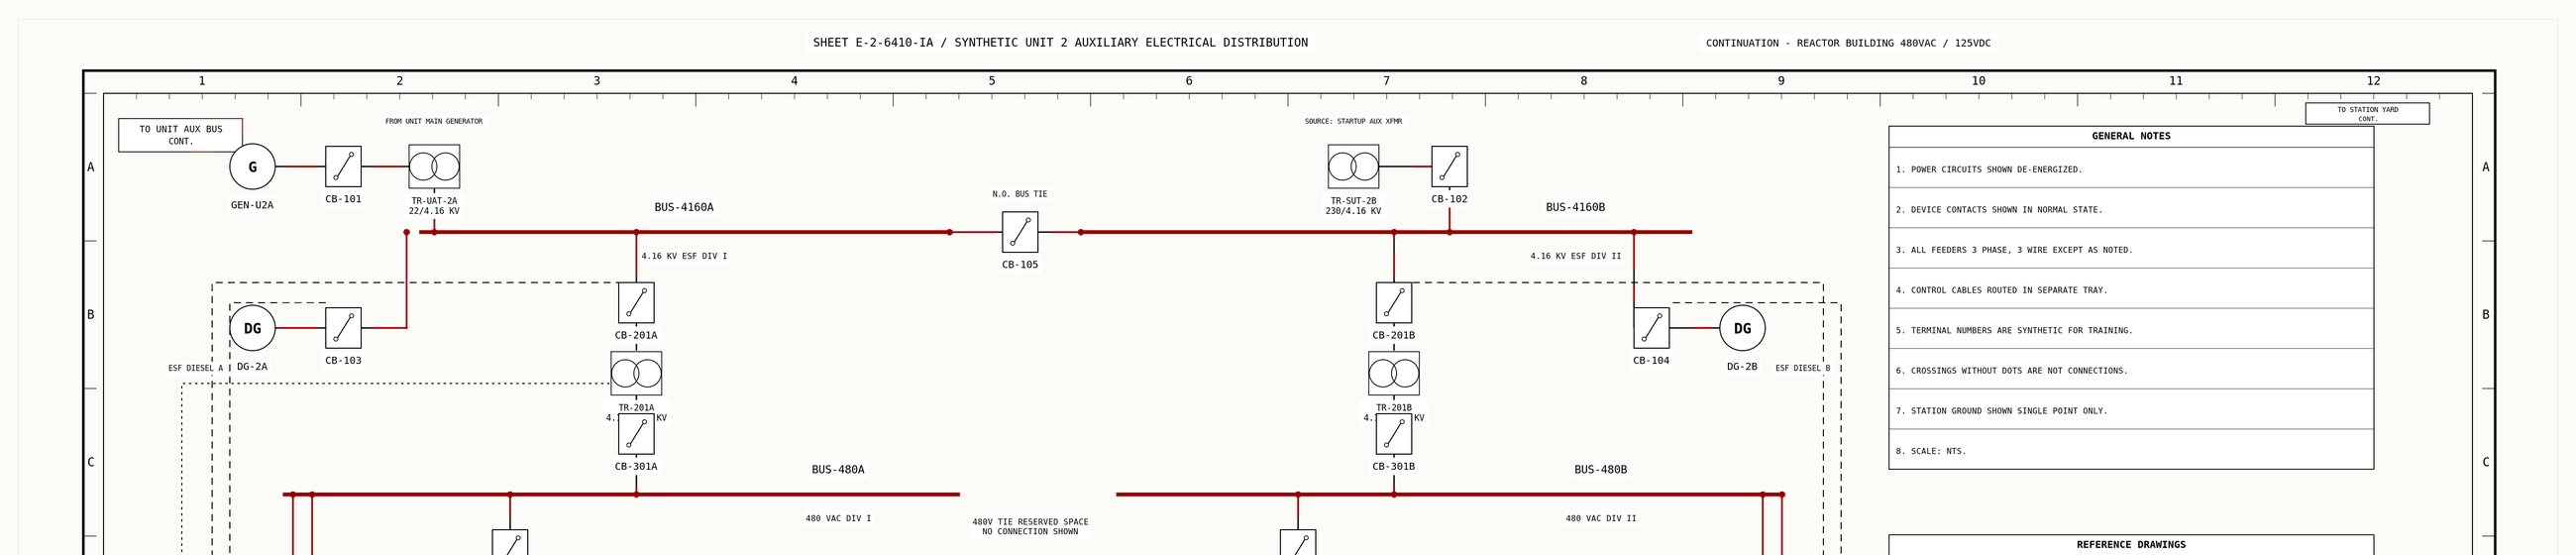 SHEET E-2-6410-IA / SYNTHETIC UNIT 2 AUXILIARY ELECTRICAL DISTRIBUTION
CONTINUATION - REACTOR BUILDING 480VAC / 125VDC
1 2 3 4 5 6 7 8 9 10 11 12
TO UNIT AUX BUS
CONT.
FROM UNIT MAIN GENERATOR
SOURCE: STARTUP AUX XFMR
TO STATION YARD
CONT.
A
G
GEN-U2A
CB-101
TR-UAT-2A
22/4.16 KV
BUS-4160A
N.O. BUS TIE
CB-105
TR-SUT-2B
230/4.16 KV
CB-102
BUS-4160B
A
4.16 KV ESF DIV I
4.16 KV ESF DIV II
B
DG
DG-2A
CB-103
ESF DIESEL A
CB-201A
TR-201A
4. KV
CB-301A
CB-201B
TR-201B
4. KV
CB-301B
CB-104
DG
DG-2B
ESF DIESEL B
B
C
BUS-480A
BUS-480B
480 VAC DIV I
480V TIE RESERVED SPACE
NO CONNECTION SHOWN
480 VAC DIV II
C
GENERAL NOTES
1. POWER CIRCUITS SHOWN DE-ENERGIZED.
2. DEVICE CONTACTS SHOWN IN NORMAL STATE.
3. ALL FEEDERS 3 PHASE, 3 WIRE EXCEPT AS NOTED.
4. CONTROL CABLES ROUTED IN SEPARATE TRAY.
5. TERMINAL NUMBERS ARE SYNTHETIC FOR TRAINING.
6. CROSSINGS WITHOUT DOTS ARE NOT CONNECTIONS.
7. STATION GROUND SHOWN SINGLE POINT ONLY.
8. SCALE: NTS.
REFERENCE DRAWINGS